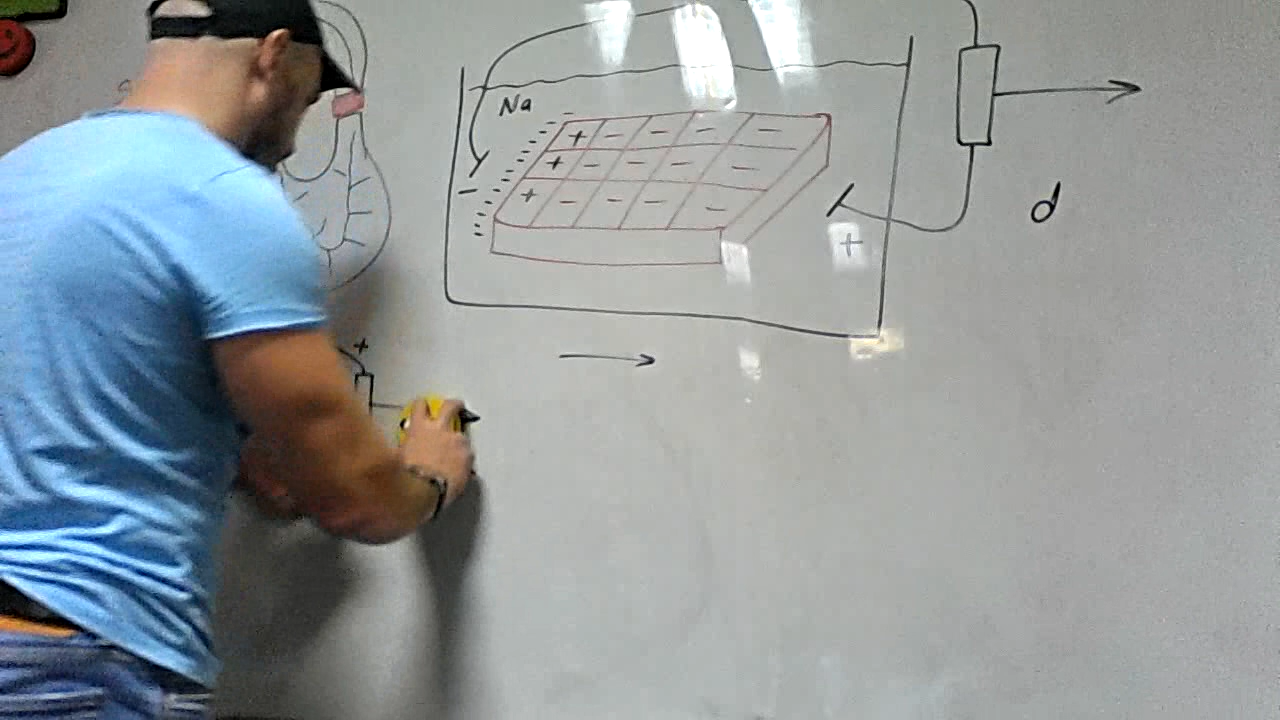 Na
+ − − − −
+ − − − −
+ − − − −
−
+
d
+